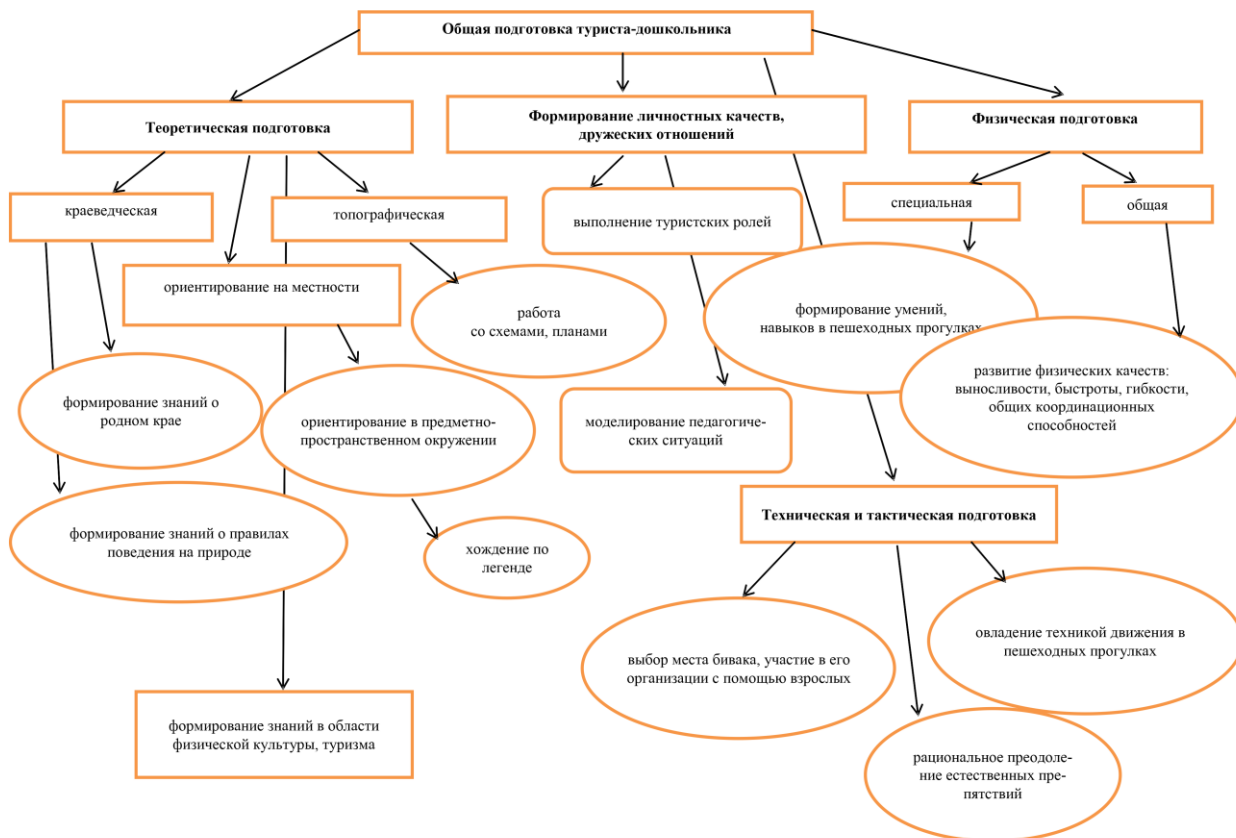 Общая подготовка туриста-дошкольника
Теоретическая подготовка
Формирование личностных качеств,
дружеских отношений
Физическая подготовка
краеведческая
топографическая
выполнение туристских ролей
специальная
общая
ориентирование на местности
работа
со схемами, планами
формирование умений,
навыков в пешеходных прогулках
развитие физических качеств:
выносливости, быстроты, гибкости,
общих координационных
способностей
формирование знаний о
родном крае
ориентирование в предметно-
пространственном окружении
моделирование педагогиче-
ских ситуаций
Техническая и тактическая подготовка
формирование знаний о правилах
поведения на природе
хождение по
легенде
овладение техникой движения в
пешеходных прогулках
выбор места бивака, участие в его
организации с помощью взрослых
формирование знаний в области
физической культуры, туризма
рациональное преодоле-
ние естественных пре-
пятствий